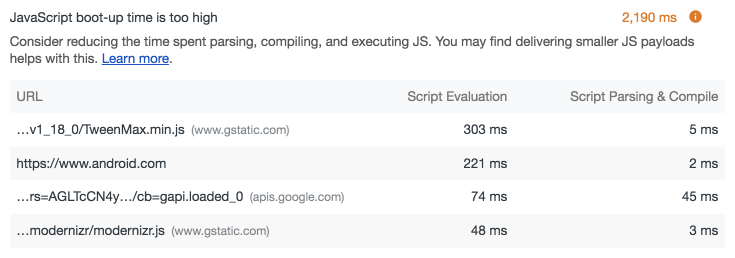 JavaScript boot-up time is too high 2,190 ms
Consider reducing the time spent parsing, compiling, and executing JS. You may find delivering smaller JS payloads
helps with this. Learn more.
URL Script Evaluation Script Parsing & Compile
…v1_18_0/TweenMax.min.js (www.gstatic.com) 303 ms 5 ms
https://www.android.com 221 ms 2 ms
…rs=AGLTcCN4y…/cb=gapi.loaded_0 (apis.google.com) 74 ms 45 ms
…modernizr/modernizr.js (www.gstatic.com) 48 ms 3 ms